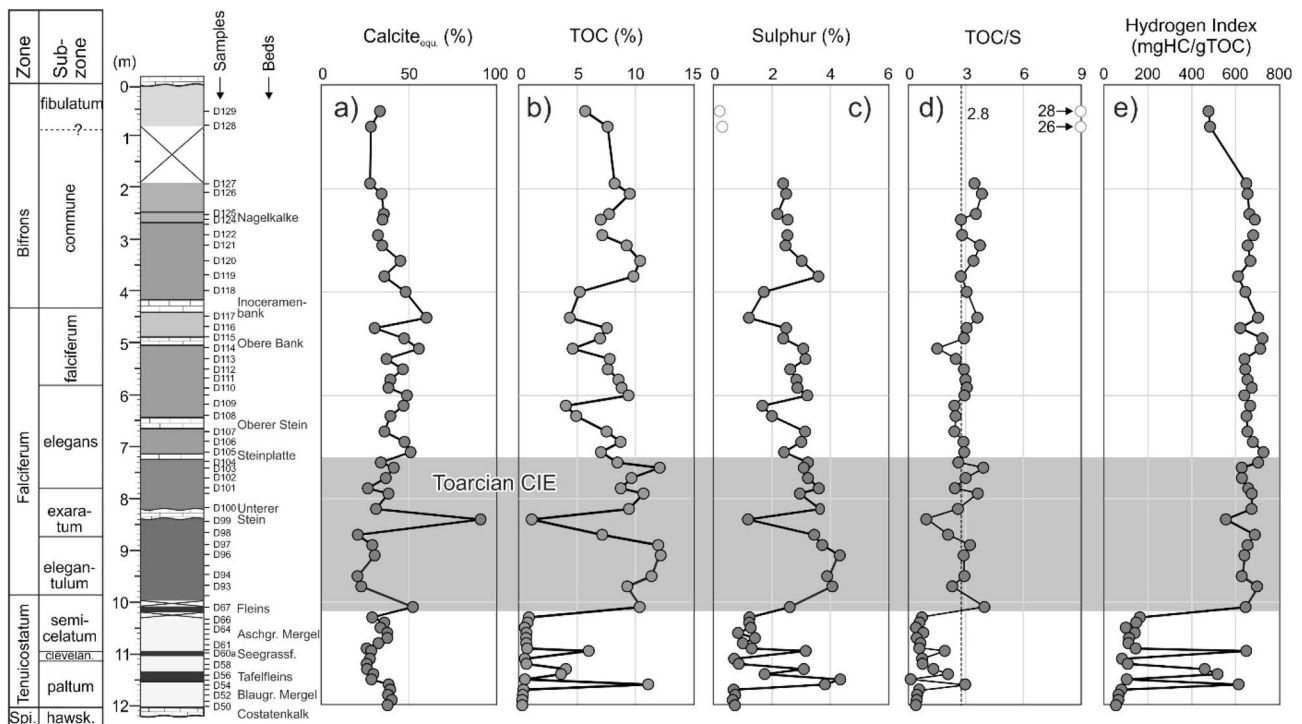 Zone
Sub-
zone
(m)
Samples
Beds
Calcite equ. (%)
TOC (%)
Sulphur (%)
TOC/S
Hydrogen Index
(mgHC/gTOC)
0 50 100
0 5 10 15
0 2 4 6
0 3 6 9
0 200 400 600 800
a)
b)
c)
d)
e)
2.8
28
26
0
1
2
3
4
5
6
7
8
9
10
11
12
Bifrons
Falciferum
Tenuicostatum
Spi.
fibulatum
?
commune
falciferum
elegans
exara-
tum
elegan-
tulum
semi-
celatum
clevelan.
paltum
hawsk.
D129
D128
D127
D126
D125
D124 Nagelkalke
D122
D121
D120
D119
D118
Inoceramen-
bank
D117
D116
D115
Obere Bank
D114
D113
D112
D111
D110
D109
D108
Oberer Stein
D107
D106
D105
Steinplatte
D104
D103
D102
D101
D100 Unterer
Stein
D99
D98
D97
D96
D94
D93
D67 Fleins
D66
D64
Aschgr. Mergel
D61
D60a Seegrassf.
D58
D56 Tafelfleins
D54
D52 Blaugr. Mergel
D50
Costatenkalk
Toarcian CIE